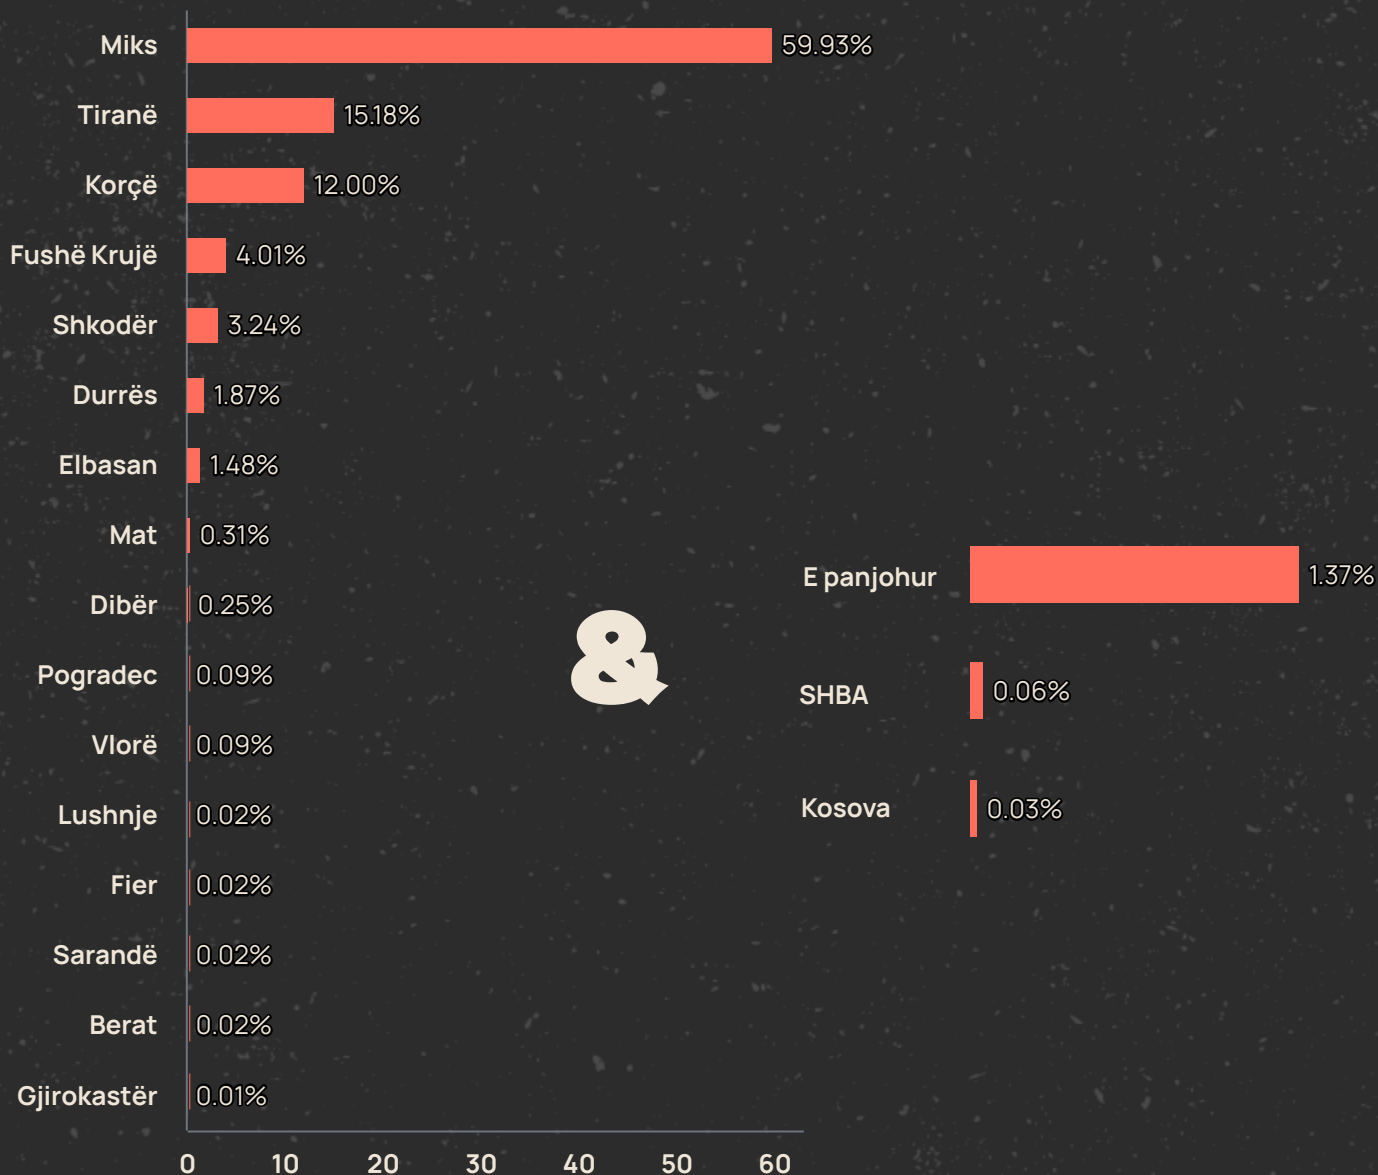 Miks 59.93%
Tiranë 15.18%
Korçë 12.00%
Fushë Krujë 4.01%
Shkodër 3.24%
Durrës 1.87%
Elbasan 1.48%
Mat 0.31%
Dibër 0.25%
Pogradec 0.09%
Vlorë 0.09%
Lushnje 0.02%
Fier 0.02%
Sarandë 0.02%
Berat 0.02%
Gjirokastër 0.01%
0 10 20 30 40 50 60
&
E panjohur 1.37%
SHBA 0.06%
Kosova 0.03%